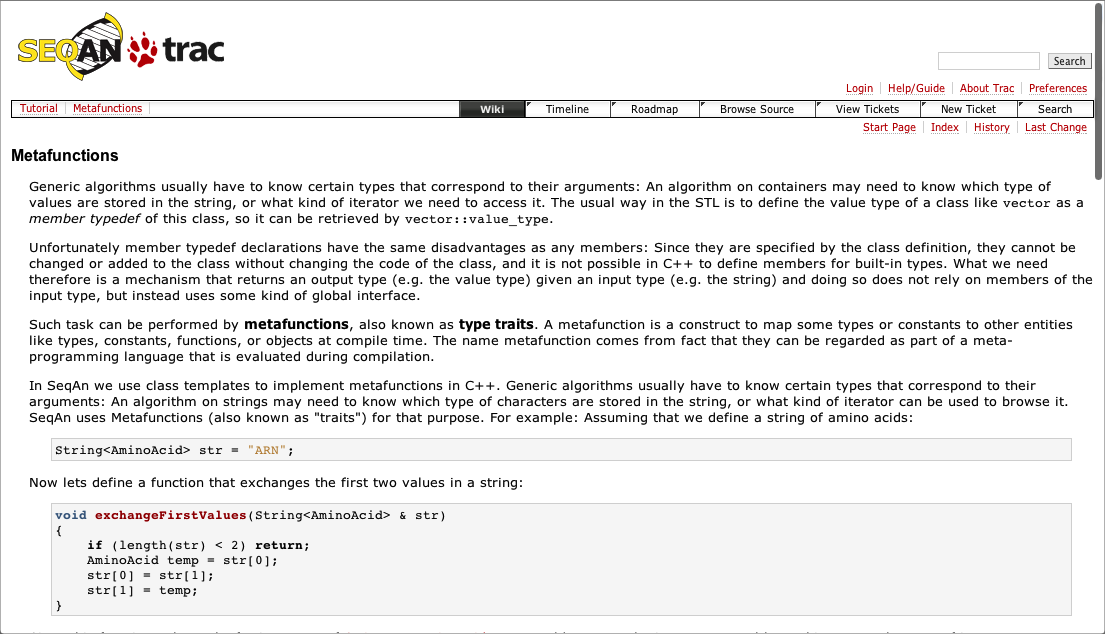 SEQAN trac
Search
Login Help/Guide About Trac Preferences
Tutorial Metafunctions Wiki Timeline Roadmap Browse Source View Tickets New Ticket Search
Start Page Index History Last Change
Metafunctions
Generic algorithms usually have to know certain types that correspond to their arguments: An algorithm on containers may need to know which type of
values are stored in the string, or what kind of iterator we need to access it. The usual way in the STL is to define the value type of a class like vector as a
member typedef of this class, so it can be retrieved by vector::value_type.
Unfortunately member typedef declarations have the same disadvantages as any members: Since they are specified by the class definition, they cannot be
changed or added to the class without changing the code of the class, and it is not possible in C++ to define members for built-in types. What we need
therefore is a mechanism that returns an output type (e.g. the value type) given an input type (e.g. the string) and doing so does not rely on members of the
input type, but instead uses some kind of global interface.
Such task can be performed by metafunctions, also known as type traits. A metafunction is a construct to map some types or constants to other entities
like types, constants, functions, or objects at compile time. The name metafunction comes from fact that they can be regarded as part of a meta-
programming language that is evaluated during compilation.
In SeqAn we use class templates to implement metafunctions in C++. Generic algorithms usually have to know certain types that correspond to their
arguments: An algorithm on strings may need to know which type of characters are stored in the string, or what kind of iterator can be used to browse it.
SeqAn uses Metafunctions (also known as "traits") for that purpose. For example: Assuming that we define a string of amino acids:
String<AminoAcid> str = "ARN";
Now lets define a function that exchanges the first two values in a string:
void exchangeFirstValues(String<AminoAcid> & str)
{
if (length(str) < 2) return;
AminoAcid temp = str[0];
str[0] = str[1];
str[1] = temp;
}